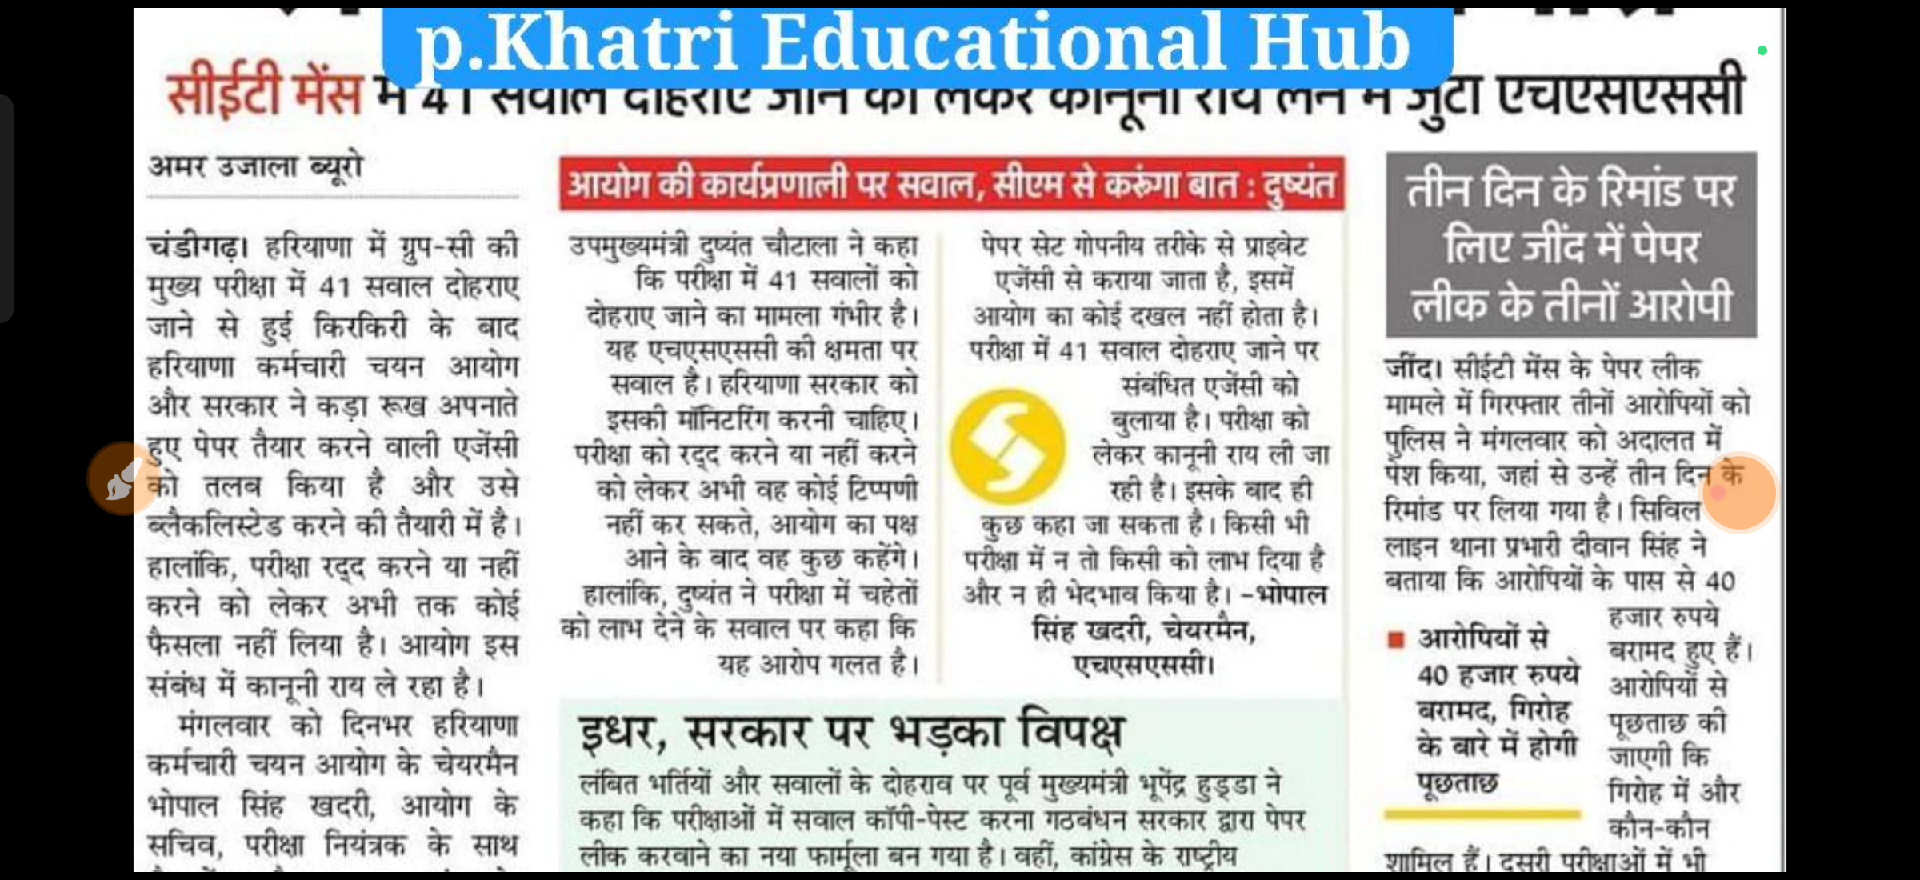 p.Khatri Educational Hub
सीईटी मेंस में 41 सवाल दोहराए जाने को लेकर कानूनी राय लेने में जुटा एचएसएससी
अमर उजाला ब्यूरो
चंडीगढ़। हरियाणा में ग्रुप-सी की
मुख्य परीक्षा में 41 सवाल दोहराए
जाने से हुई किरकिरी के बाद
हरियाणा कर्मचारी चयन आयोग
और सरकार ने कड़ा रूख अपनाते
हुए पेपर तैयार करने वाली एजेंसी
को तलब किया है और उसे
ब्लैकलिस्टेड करने की तैयारी में है।
हालांकि, परीक्षा रद्द करने या नहीं
करने को लेकर अभी तक कोई
फैसला नहीं लिया है। आयोग इस
संबंध में कानूनी राय ले रहा है।
मंगलवार को दिनभर हरियाणा
कर्मचारी चयन आयोग के चेयरमैन
भोपाल सिंह खदरी, आयोग के
सचिव, परीक्षा नियंत्रक के साथ
आयोग की कार्यप्रणाली पर सवाल, सीएम से करूंगा बात : दुष्यंत
उपमुख्यमंत्री दुष्यंत चौटाला ने कहा
कि परीक्षा में 41 सवालों को
दोहराए जाने का मामला गंभीर है।
यह एचएसएससी की क्षमता पर
सवाल है। हरियाणा सरकार को
इसकी मॉनिटरिंग करनी चाहिए।
परीक्षा को रद्द करने या नहीं करने
को लेकर अभी वह कोई टिप्पणी
नहीं कर सकते, आयोग का पक्ष
आने के बाद वह कुछ कहेंगे।
हालांकि, दुष्यंत ने परीक्षा में चहेतों
को लाभ देने के सवाल पर कहा कि
यह आरोप गलत है।
पेपर सेट गोपनीय तरीके से प्राइवेट
एजेंसी से कराया जाता है, इसमें
आयोग का कोई दखल नहीं होता है।
परीक्षा में 41 सवाल दोहराए जाने पर
संबंधित एजेंसी को
बुलाया है। परीक्षा को
लेकर कानूनी राय ली जा
रही है। इसके बाद ही
कुछ कहा जा सकता है। किसी भी
परीक्षा में न तो किसी को लाभ दिया है
और न ही भेदभाव किया है। –भोपाल
सिंह खदरी, चेयरमैन,
एचएसएससी।
इधर, सरकार पर भड़का विपक्ष
लंबित भर्तियों और सवालों के दोहराव पर पूर्व मुख्यमंत्री भूपेंद्र हुड्डा ने
कहा कि परीक्षाओं में सवाल कॉपी-पेस्ट करना गठबंधन सरकार द्वारा पेपर
लीक करवाने का नया फार्मूला बन गया है। वहीं, कांग्रेस के राष्ट्रीय
तीन दिन के रिमांड पर
लिए जींद में पेपर
लीक के तीनों आरोपी
जींद। सीईटी मेंस के पेपर लीक
मामले में गिरफ्तार तीनों आरोपियों को
पुलिस ने मंगलवार को अदालत में
पेश किया, जहां से उन्हें तीन दिन के
रिमांड पर लिया गया है। सिविल
लाइन थाना प्रभारी दीवान सिंह ने
बताया कि आरोपियों के पास से 40
हजार रुपये
बरामद हुए हैं।
आरोपियों से
पूछताछ की
जाएगी कि
गिरोह में और
कौन-कौन
शामिल हैं। दूसरी परीक्षाओं में भी
आरोपियों से
40 हजार रुपये
बरामद, गिरोह
के बारे में होगी
पूछताछ